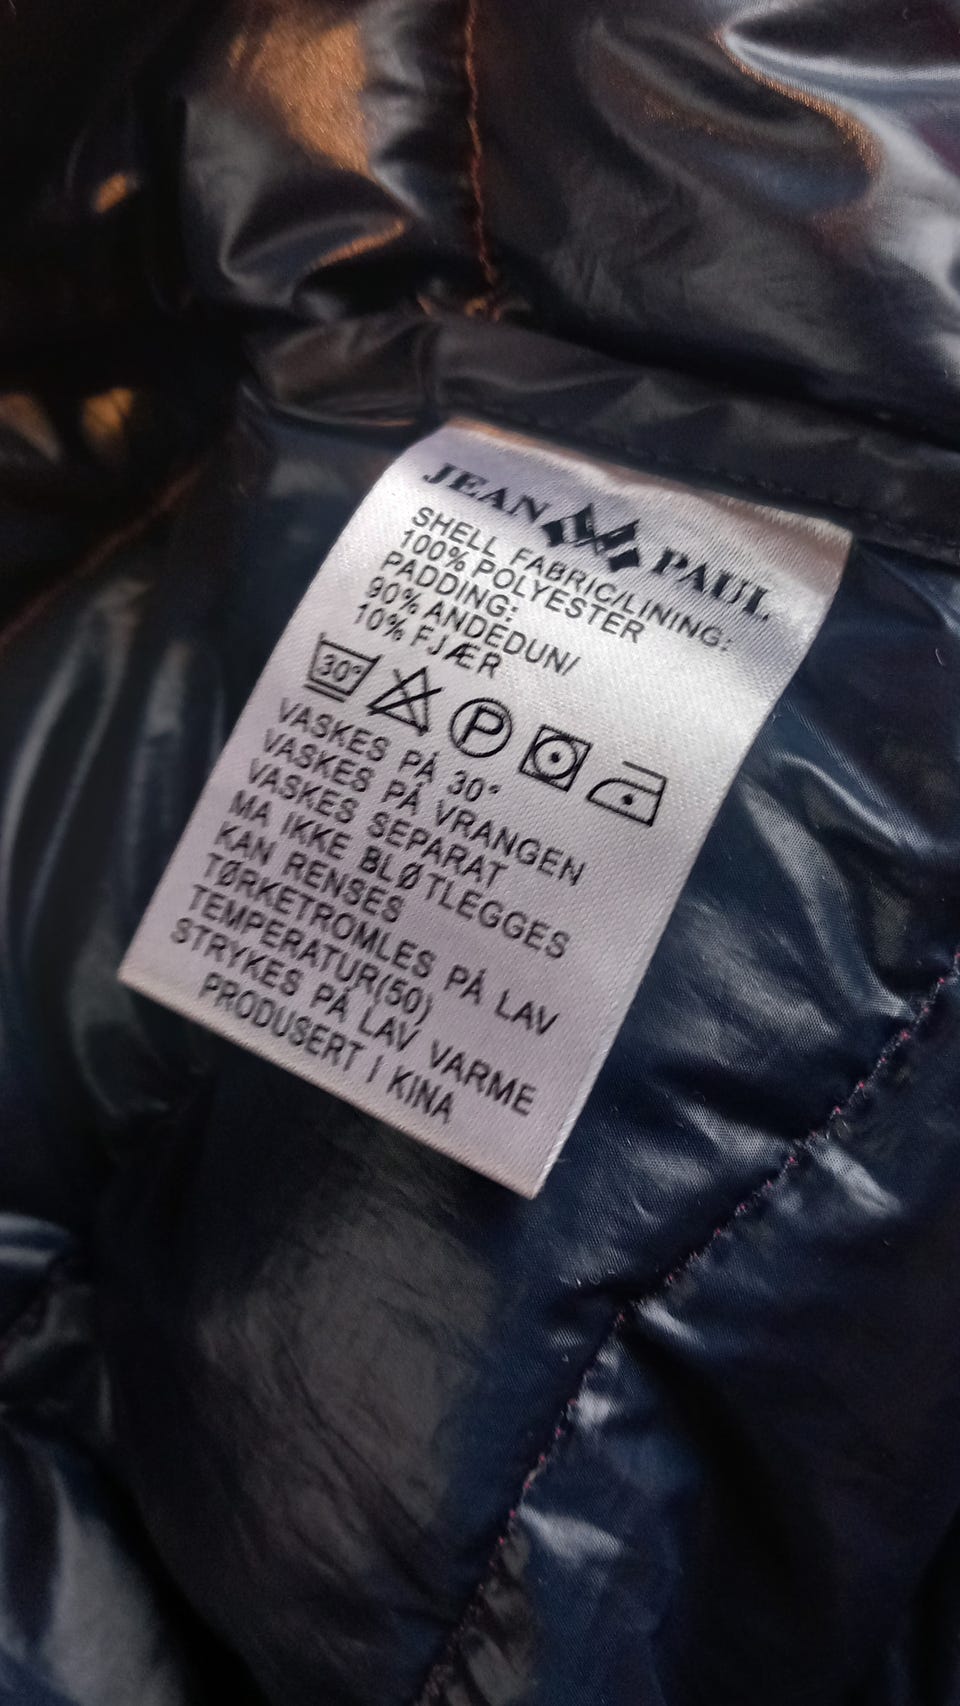 JEAN PAUL
SHELL FABRIC/LINING:
100% POLYESTER
PADDING:
90% ANDEDUN/
10% FJÆR
30° P
VASKES PÅ 30°
VASKES PÅ VRANGEN
VASKES SEPARAT
MA IKKE BLØTLEGGES
KAN RENSES
TØRKETROMLES PÅ LAV
TEMPERATUR(50)
STRYKES PÅ LAV VARME
PRODUSERT I KINA